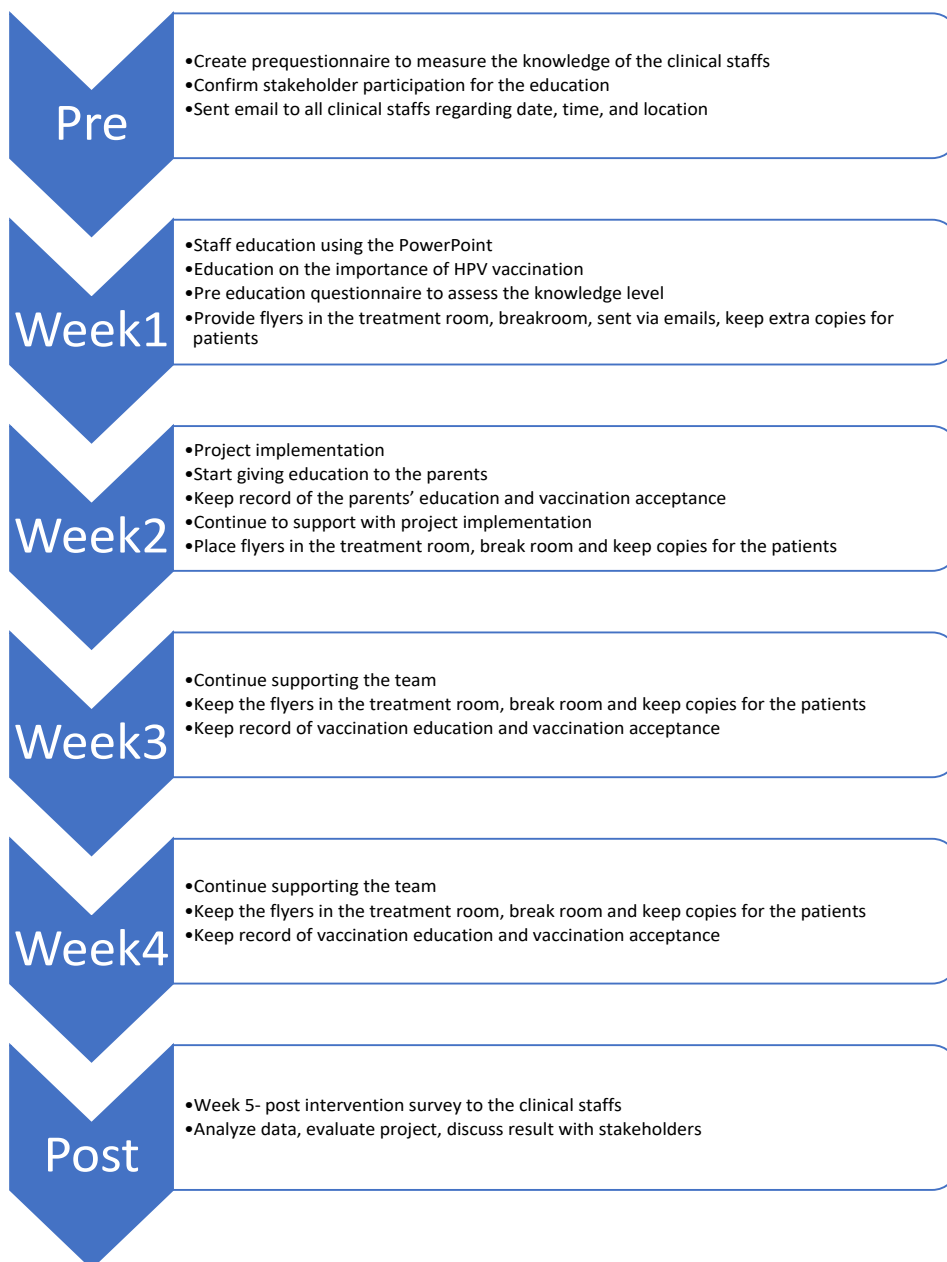 Pre
•Create prequestionnaire to measure the knowledge of the clinical staffs
•Confirm stakeholder participation for the education
•Sent email to all clinical staffs regarding date, time, and location
Week1
•Staff education using the PowerPoint
•Education on the importance of HPV vaccination
•Pre education questionnaire to assess the knowledge level
•Provide flyers in the treatment room, breakroom, sent via emails, keep extra copies for
patients
Week2
•Project implementation
•Start giving education to the parents
•Keep record of the parents’ education and vaccination acceptance
•Continue to support with project implementation
•Place flyers in the treatment room, break room and keep copies for the patients
Week3
•Continue supporting the team
•Keep the flyers in the treatment room, break room and keep copies for the patients
•Keep record of vaccination education and vaccination acceptance
Week4
•Continue supporting the team
•Keep the flyers in the treatment room, break room and keep copies for the patients
•Keep record of vaccination education and vaccination acceptance
Post
•Week 5- post intervention survey to the clinical staffs
•Analyze data, evaluate project, discuss result with stakeholders